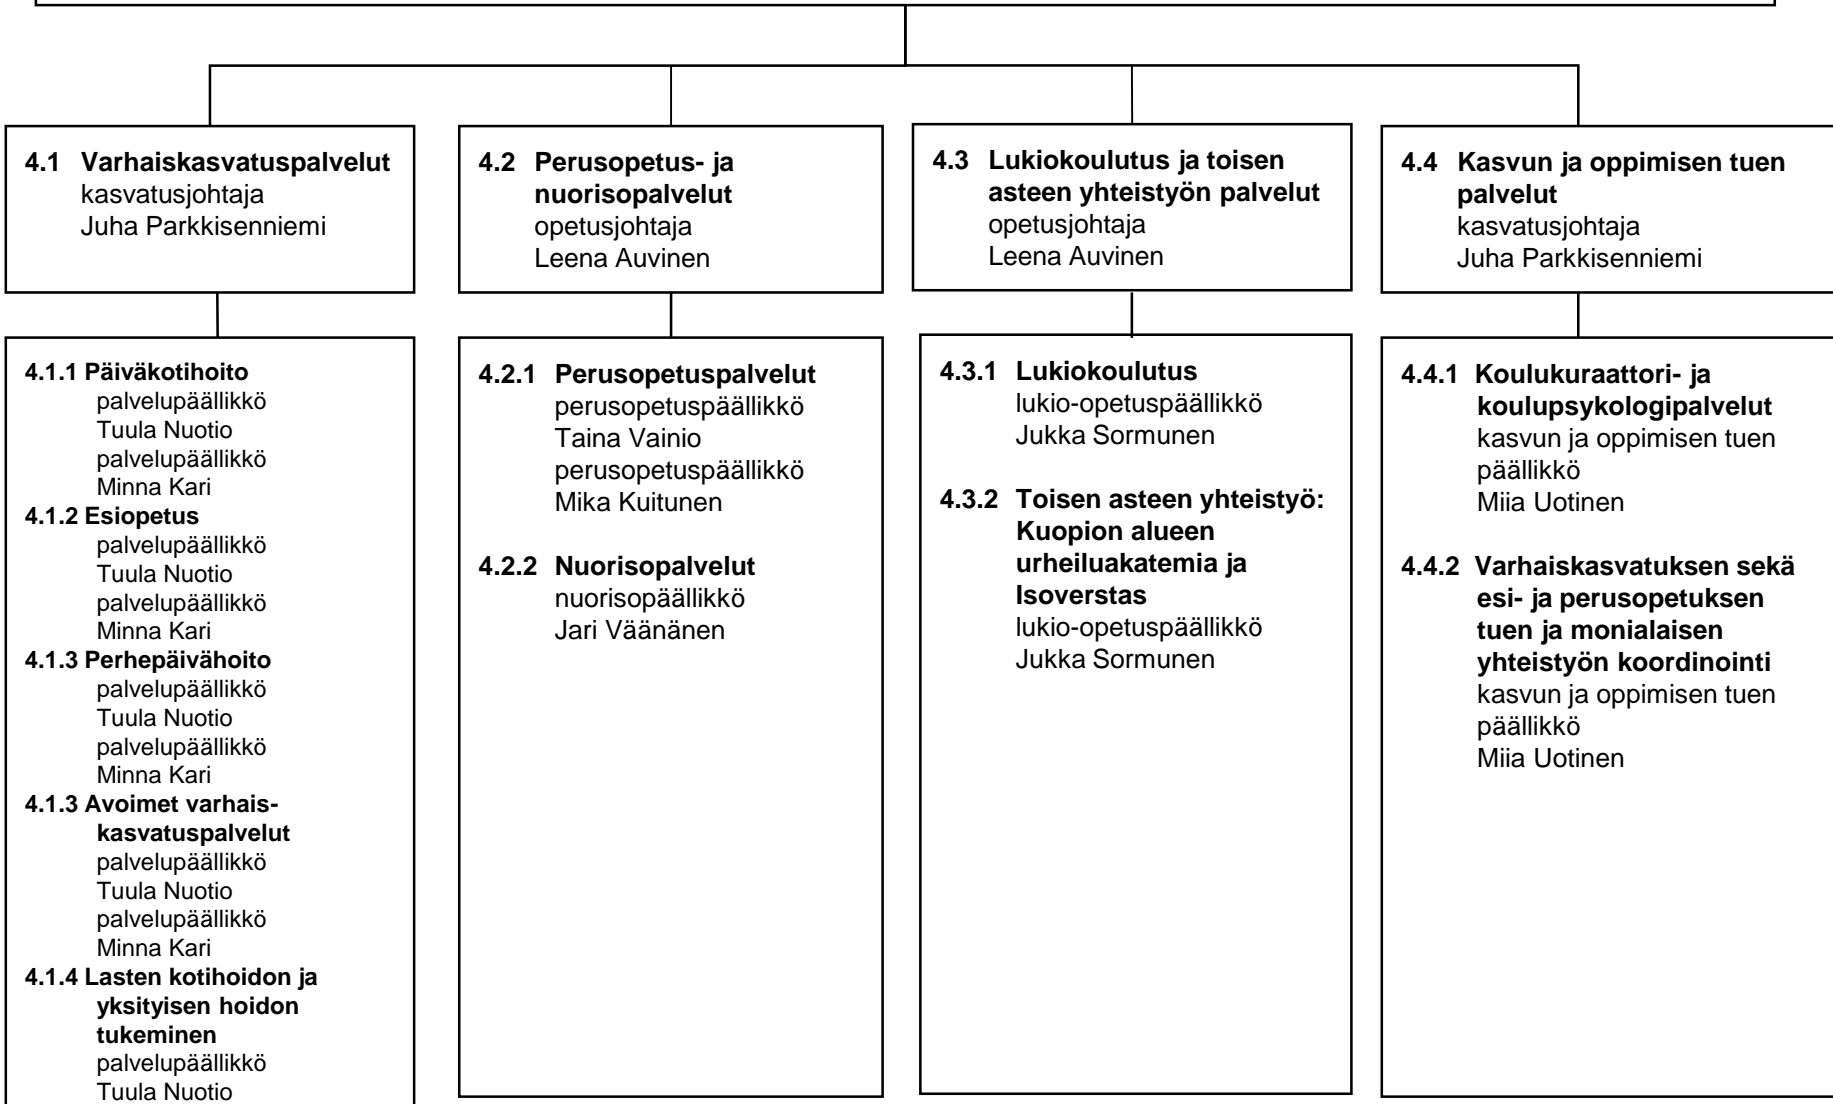 4.1 Varhaiskasvatuspalvelut
kasvatusjohtaja
Juha Parkkisenniemi
4.2 Perusopetus- ja
nuorisopalvelut
opetusjohtaja
Leena Auvinen
4.3 Lukiokoulutus ja toisen
asteen yhteistyön palvelut
opetusjohtaja
Leena Auvinen
4.4 Kasvun ja oppimisen tuen
palvelut
kasvatusjohtaja
Juha Parkkisenniemi
4.1.1 Päiväkotihoito
palvelupäällikkö
Tuula Nuotio
palvelupäällikkö
Minna Kari
4.1.2 Esiopetus
palvelupäällikkö
Tuula Nuotio
palvelupäällikkö
Minna Kari
4.1.3 Perhepäivähoito
palvelupäällikkö
Tuula Nuotio
palvelupäällikkö
Minna Kari
4.1.3 Avoimet varhais-
kasvatuspalvelut
palvelupäällikkö
Tuula Nuotio
palvelupäällikkö
Minna Kari
4.1.4 Lasten kotihoidon ja
yksityisen hoidon
tukeminen
palvelupäällikkö
Tuula Nuotio
4.2.1 Perusopetuspalvelut
perusopetuspäällikkö
Taina Vainio
perusopetuspäällikkö
Mika Kuitunen
4.2.2 Nuorisopalvelut
nuorisopäällikkö
Jari Väänänen
4.3.1 Lukiokoulutus
lukio-opetuspäällikkö
Jukka Sormunen
4.3.2 Toisen asteen yhteistyö:
Kuopion alueen
urheiluakatemia ja
Isoverstas
lukio-opetuspäällikkö
Jukka Sormunen
4.4.1 Koulukuraattori- ja
koulupsykologipalvelut
kasvun ja oppimisen tuen
päällikkö
Miia Uotinen
4.4.2 Varhaiskasvatuksen sekä
esi- ja perusopetuksen
tuen ja monialaisen
yhteistyön koordinointi
kasvun ja oppimisen tuen
päällikkö
Miia Uotinen